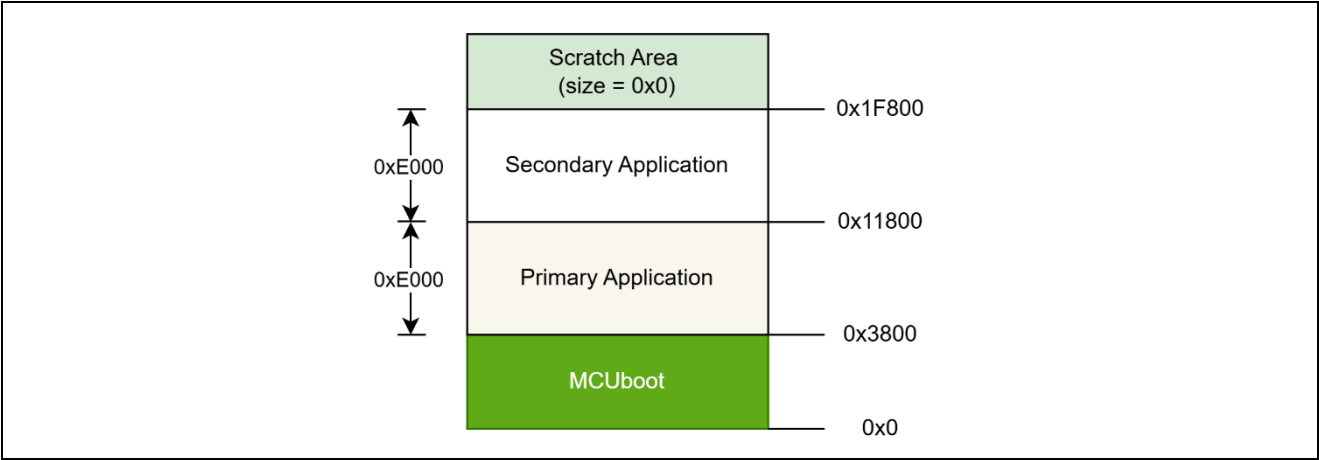 Scratch Area
(size = 0x0)
0x1F800
0xE000
Secondary Application
0x11800
0xE000
Primary Application
0x3800
MCUboot
0x0